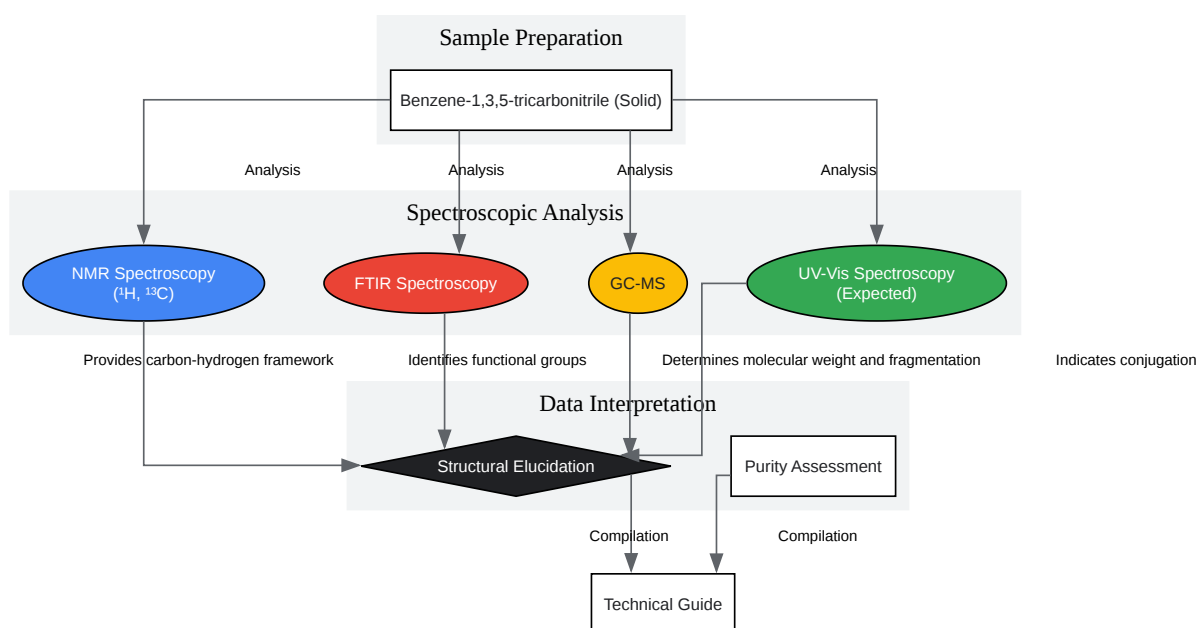 Sample Preparation
Benzene-1,3,5-tricarbonitrile (Solid)
Analysis
Analysis
Analysis
Analysis
Spectroscopic Analysis
NMR Spectroscopy
(¹H, ¹³C)
FTIR Spectroscopy
GC-MS
UV-Vis Spectroscopy
(Expected)
Provides carbon-hydrogen framework
Identifies functional groups
Determines molecular weight and fragmentation
Indicates conjugation
Data Interpretation
Structural Elucidation
Purity Assessment
Compilation
Compilation
Technical Guide